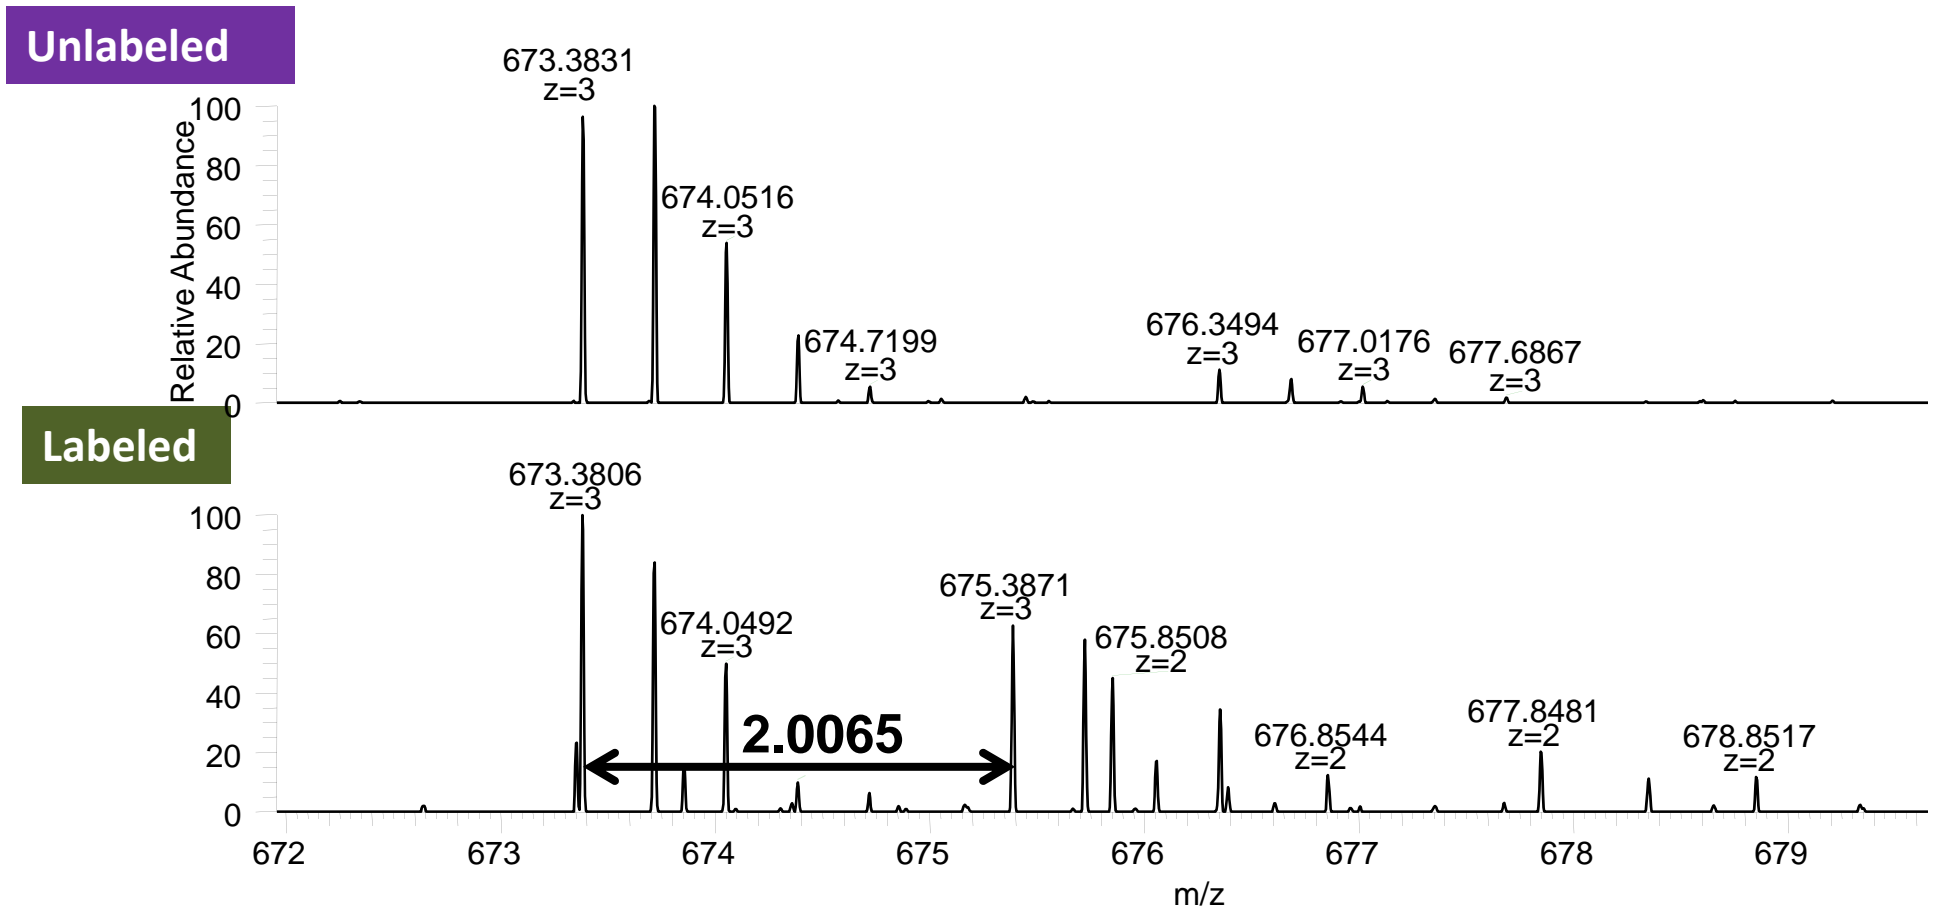 Unlabeled
673.3831
z=3
674.0516
z=3
674.7199
z=3
676.3494
z=3
677.0176
z=3
677.6867
z=3
Relative Abundance
100
80
60
40
20
0
Labeled
673.3806
z=3
674.0492
z=3
675.3871
z=3
675.8508
z=2
676.8544
z=2
677.8481
z=2
678.8517
z=2
2.0065
100
80
60
40
20
0
672 673 674 675 676 677 678 679
m/z